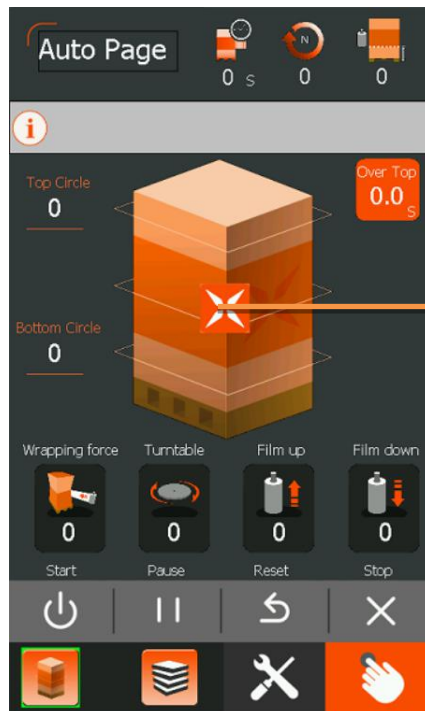 Auto Page
0 s
0
0
N
i
Top Circle
0
Over Top
0.0 s
Bottom Circle
0
Wrapping force
Turntable
Film up
Film down
0
0
0
0
Start
Pause
Reset
Stop